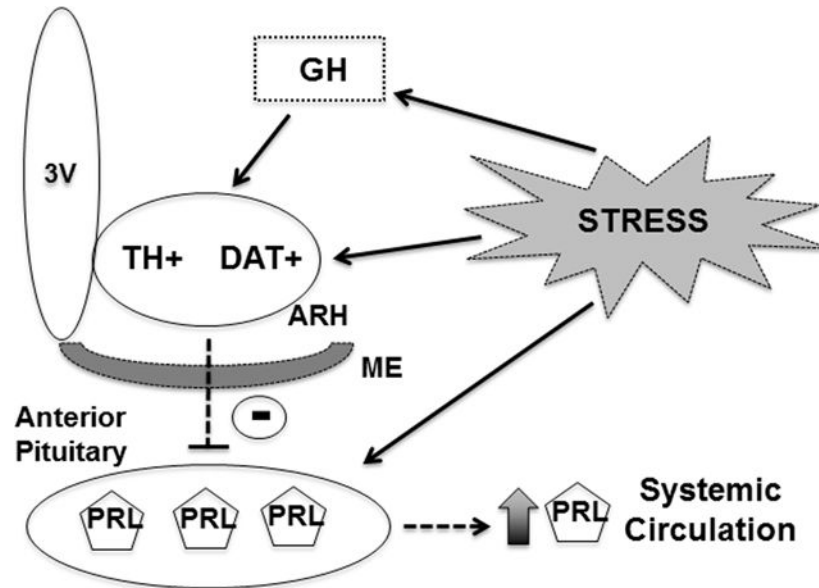 GH
3V
STRESS
TH+ DAT+
ARH
ME
-
Anterior
Pituitary
PRL PRL PRL
PRL
Systemic
Circulation